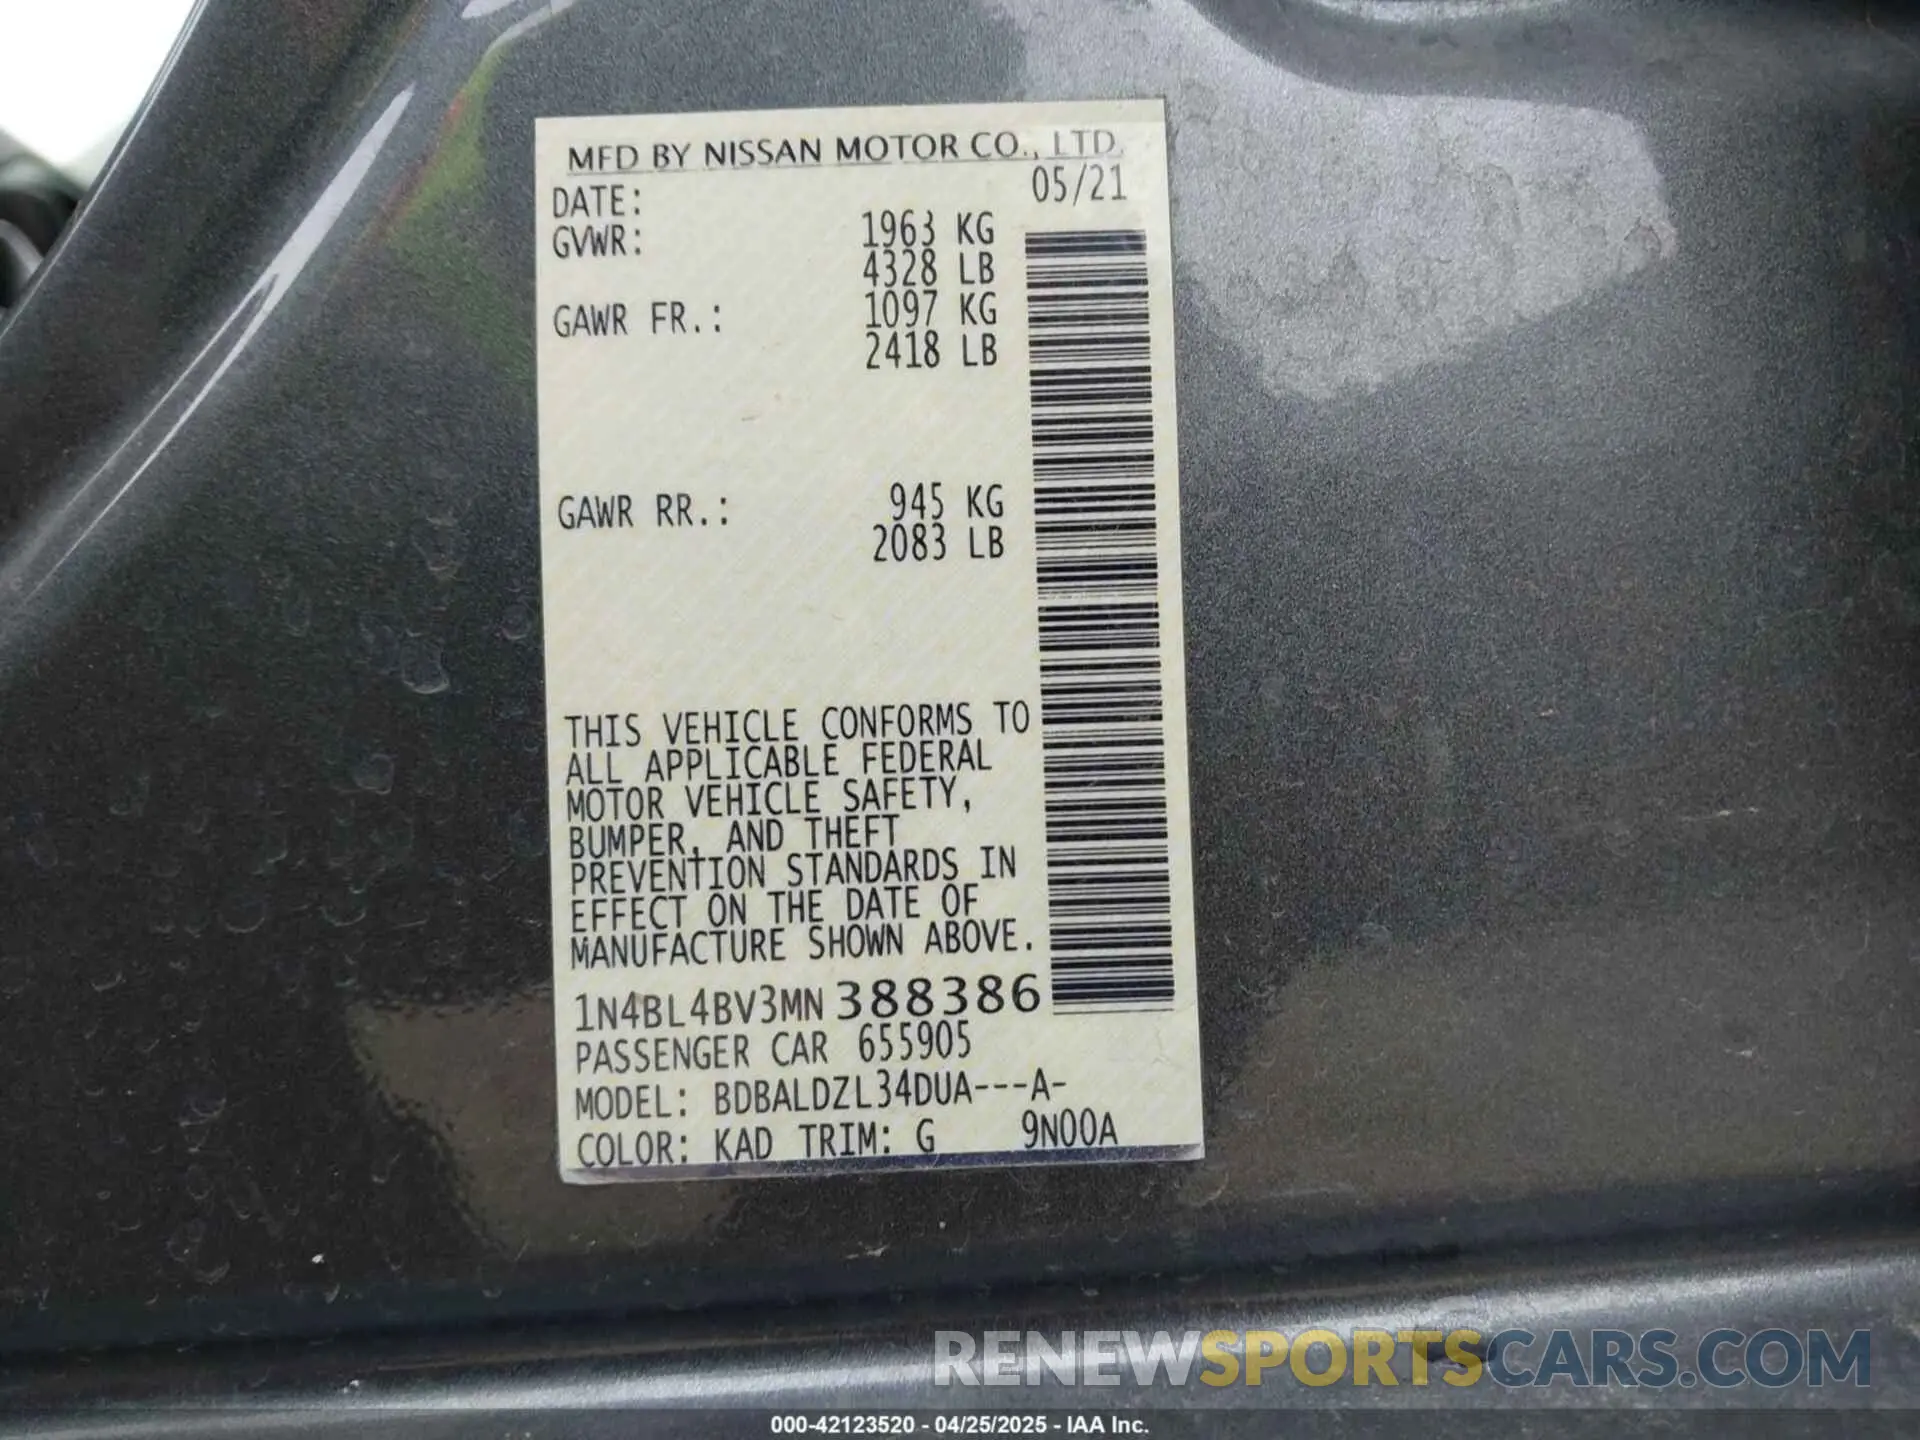 MFD BY NISSAN MOTOR CO., LTD.
DATE: 05/21
GVWR: 1963 KG
4328 LB
GAWR FR.: 1097 KG
2418 LB
GAWR RR.: 945 KG
2083 LB
THIS VEHICLE CONFORMS TO
ALL APPLICABLE FEDERAL
MOTOR VEHICLE SAFETY,
BUMPER, AND THEFT
PREVENTION STANDARDS IN
EFFECT ON THE DATE OF
MANUFACTURE SHOWN ABOVE.
1N4BL4BV3MN388386
PASSENGER CAR 655905
MODEL: BDBALDZL34DUA---A-
COLOR: KAD TRIM: G 9N00A
RENEWSPORTSCARS.COM
000-42123520 - 04/25/2025 - IAA Inc.